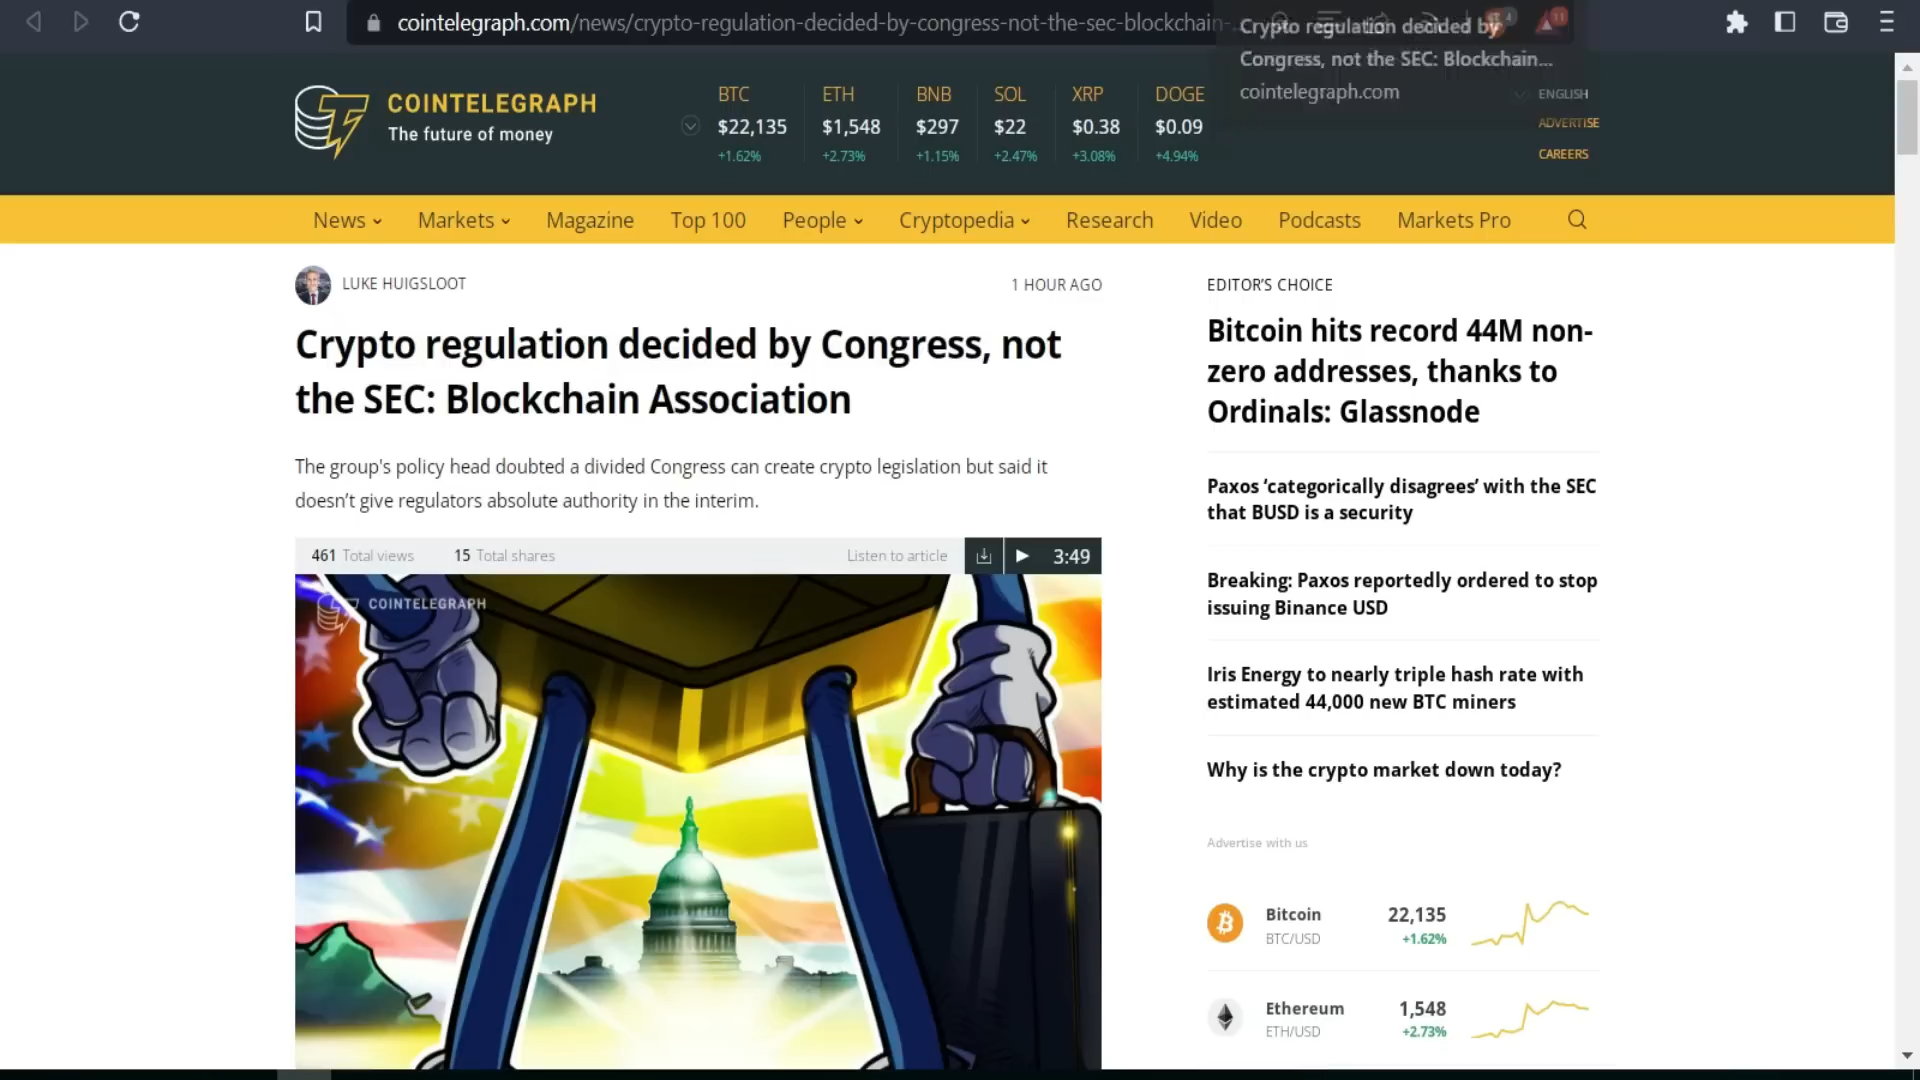 cointelegraph.com/news/crypto-regulation-decided-by-congress-not-the-sec-blockchain-...
Crypto regulation decided by
Congress, not the SEC: Blockchain...
cointelegraph.com
4
11
COINTELEGRAPH
The future of money
BTC ETH BNB SOL XRP DOGE
$22,135 $1,548 $297 $22 $0.38 $0.09
+1.62% +2.73% +1.15% +2.47% +3.08% +4.94%
ENGLISH
ADVERTISE
CAREERS
News Markets Magazine Top 100 People Cryptopedia Research Video Podcasts Markets Pro
LUKE HUIGSLOOT 1 HOUR AGO
Crypto regulation decided by Congress, not
the SEC: Blockchain Association
The group's policy head doubted a divided Congress can create crypto legislation but said it
doesn’t give regulators absolute authority in the interim.
461 Total views 15 Total shares Listen to article 3:49
COINTELEGRAPH
EDITOR’S CHOICE
Bitcoin hits record 44M non-
zero addresses, thanks to
Ordinals: Glassnode
Paxos ‘categorically disagrees’ with the SEC
that BUSD is a security
Breaking: Paxos reportedly ordered to stop
issuing Binance USD
Iris Energy to nearly triple hash rate with
estimated 44,000 new BTC miners
Why is the crypto market down today?
Advertise with us
Bitcoin 22,135
BTC/USD +1.62%
Ethereum 1,548
ETH/USD +2.73%